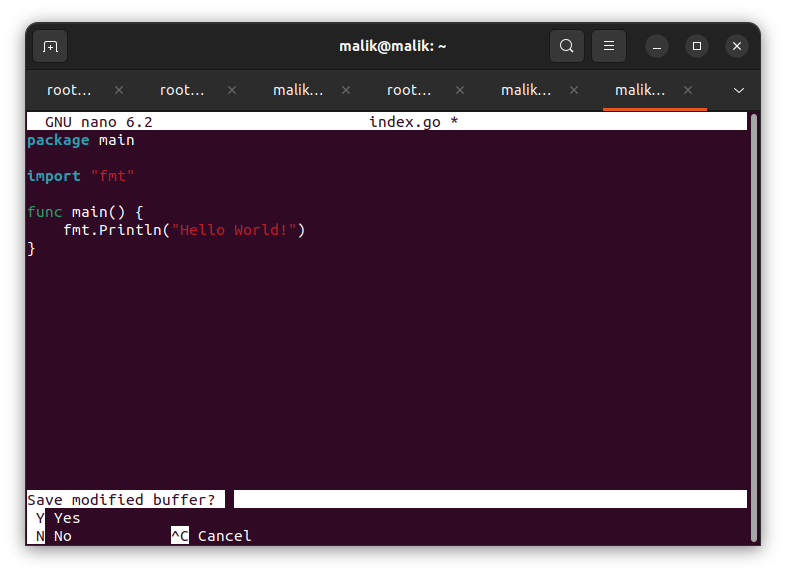 malik@malik: ~
root... root... malik... root... malik... malik...
GNU nano 6.2 index.go *
package main
import "fmt"
func main() {
    fmt.Println("Hello World!")
}
Save modified buffer?
Y Yes
N No ^C Cancel